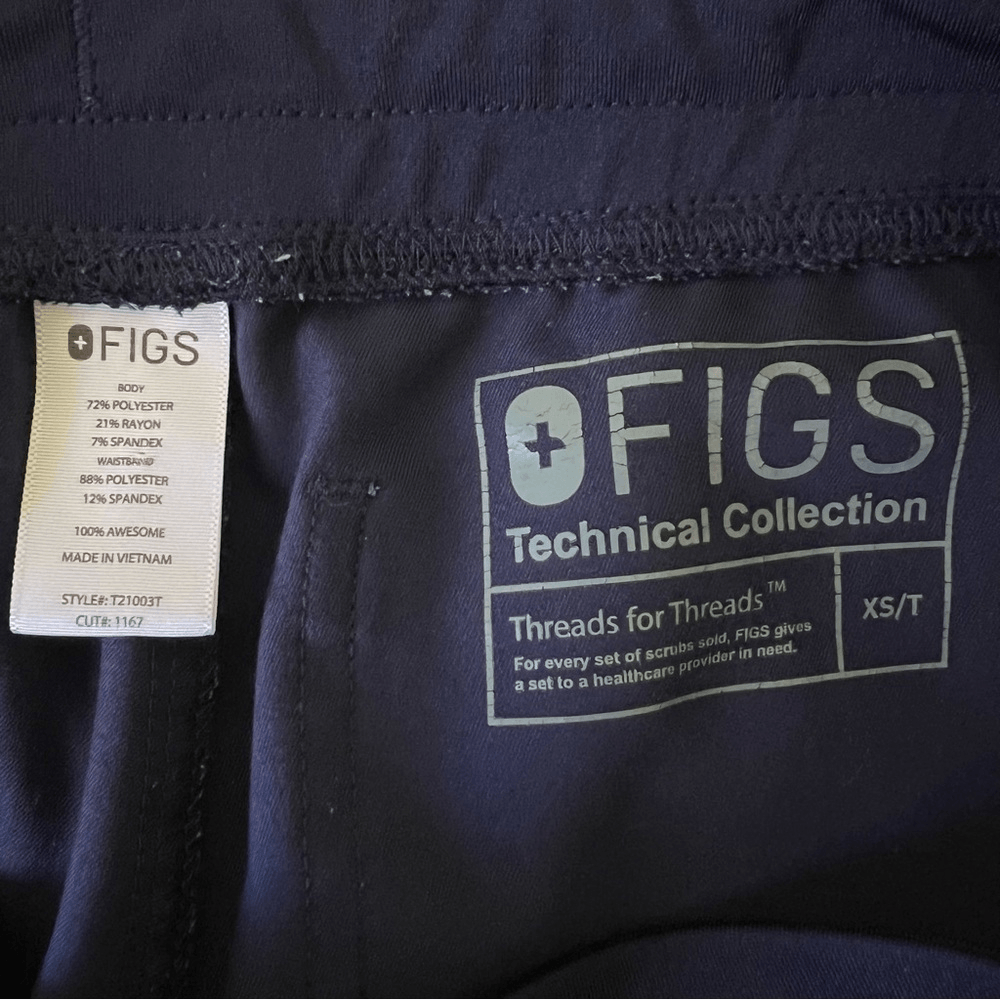 FIGS
BODY
72% POLYESTER
21% RAYON
7% SPANDEX
WAISTBAND
88% POLYESTER
12% SPANDEX
100% AWESOME
MADE IN VIETNAM
STYLE#: T21003T
CUT#: 1167
FIGS
Technical Collection
Threads for Threads™
For every set of scrubs sold, FIGS gives
a set to a healthcare provider in need.
XS/T